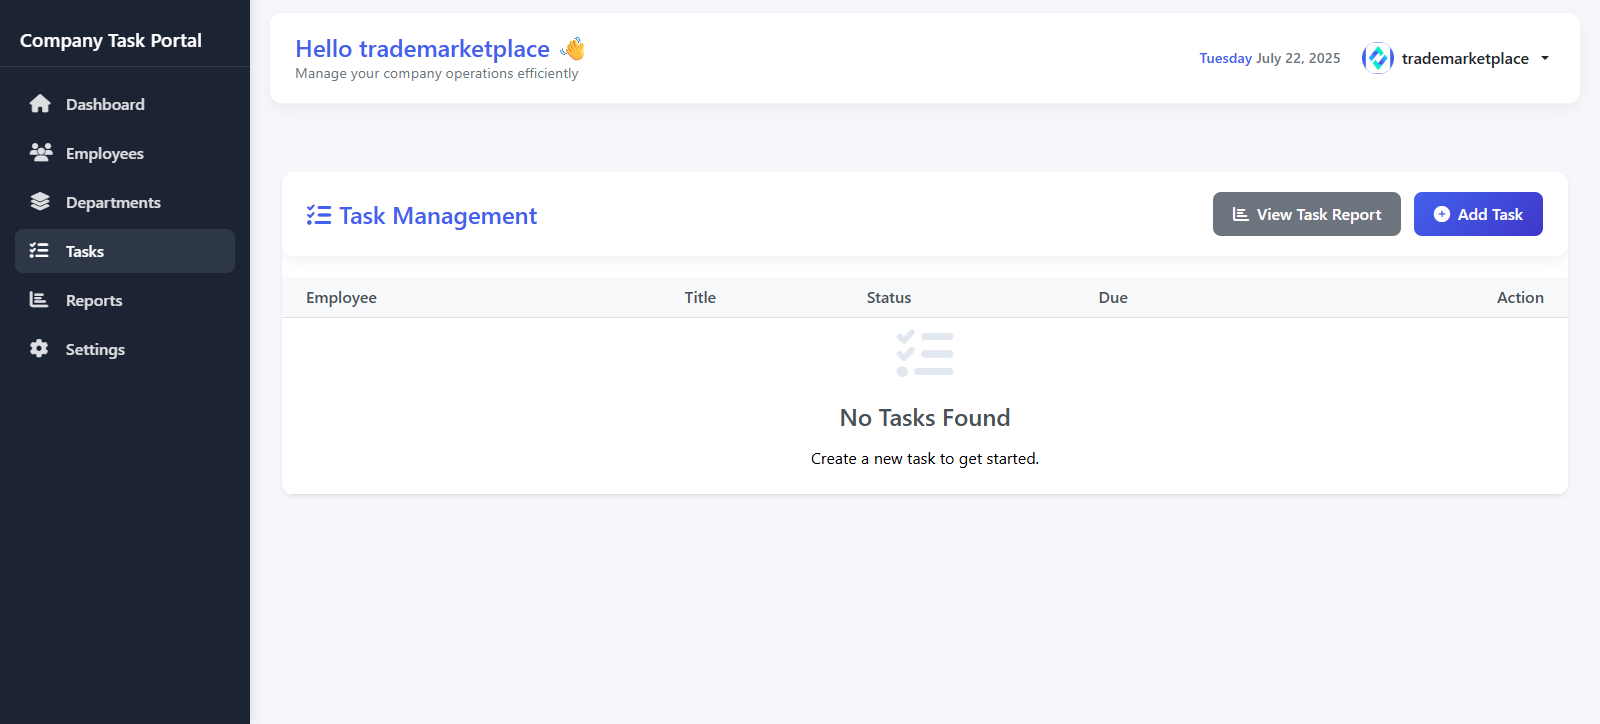 Company Task Portal
Dashboard
Employees
Departments
Tasks
Reports
Settings
Hello trademarketplace 👋
Manage your company operations efficiently
Tuesday July 22, 2025
trademarketplace
Task Management
View Task Report
Add Task
Employee Title Status Due Action
No Tasks Found
Create a new task to get started.